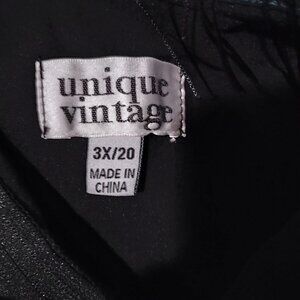 unique
vintage
3X/20
MADE IN
CHINA